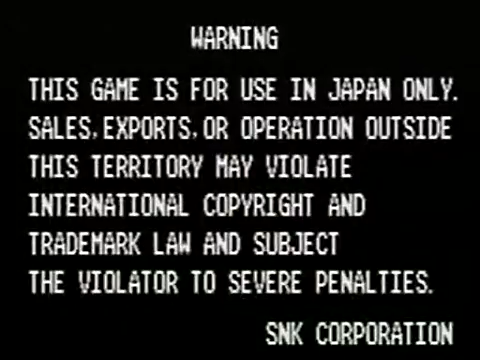 WARNING
THIS GAME IS FOR USE IN JAPAN ONLY.
SALES,EXPORTS,OR OPERATION OUTSIDE
THIS TERRITORY MAY VIOLATE
INTERNATIONAL COPYRIGHT AND
TRADEMARK LAW AND SUBJECT
THE VIOLATOR TO SEVERE PENALTIES.
SNK CORPORATION